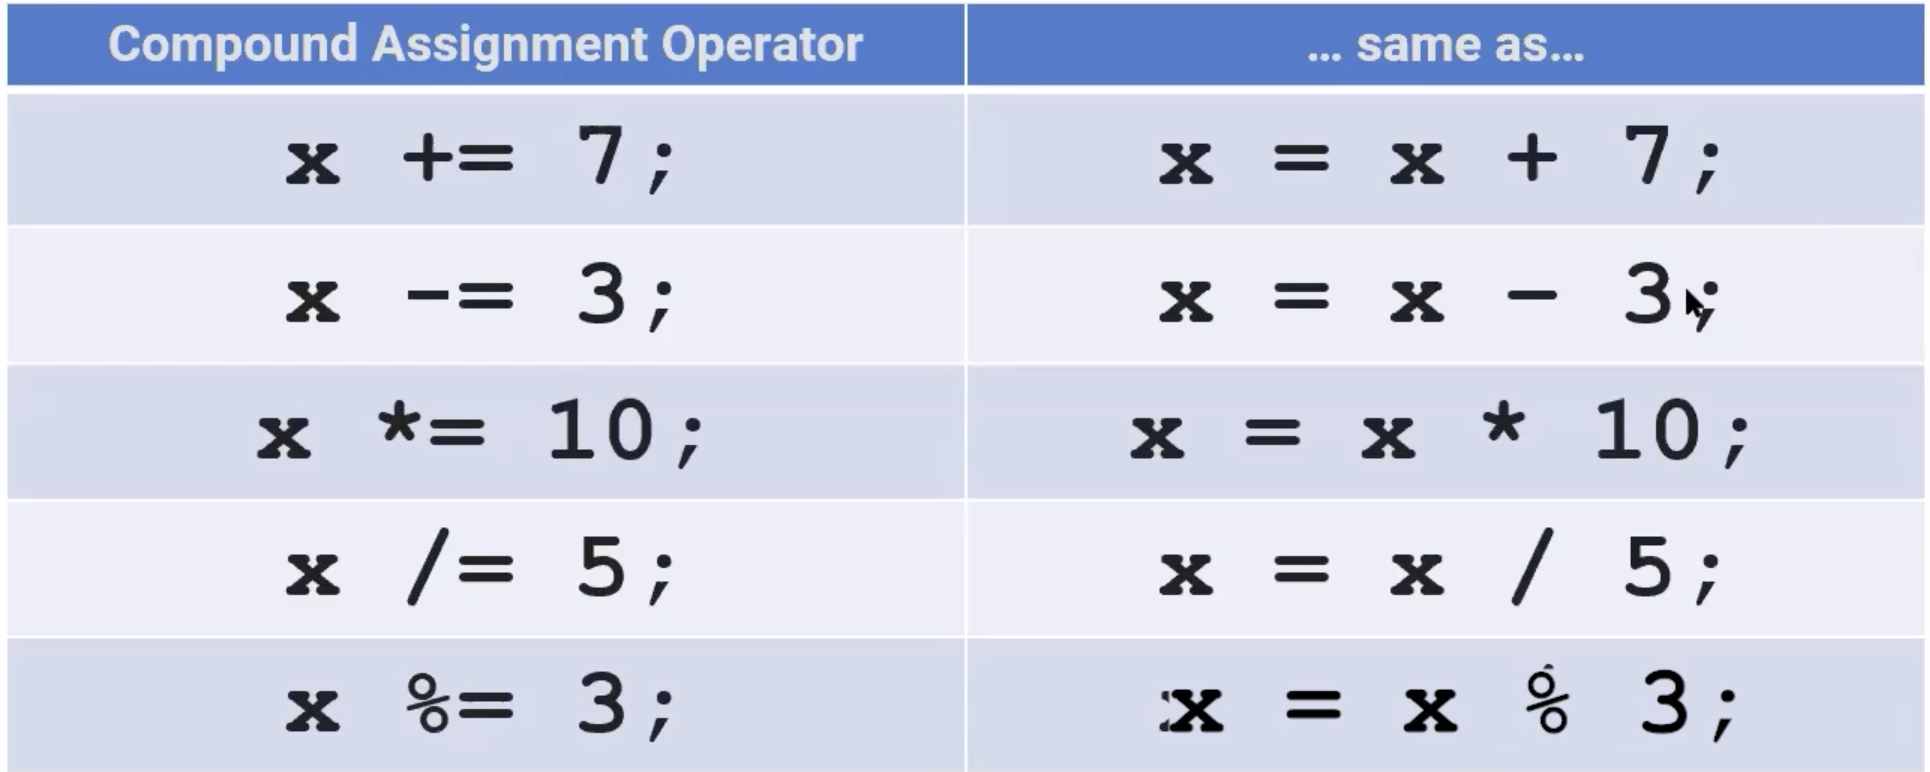 Compound Assignment Operator
... same as...
x += 7;
x = x + 7;
x -= 3;
x = x - 3;
x *= 10;
x = x * 10;
x /= 5;
x = x / 5;
x %= 3;
x = x % 3;